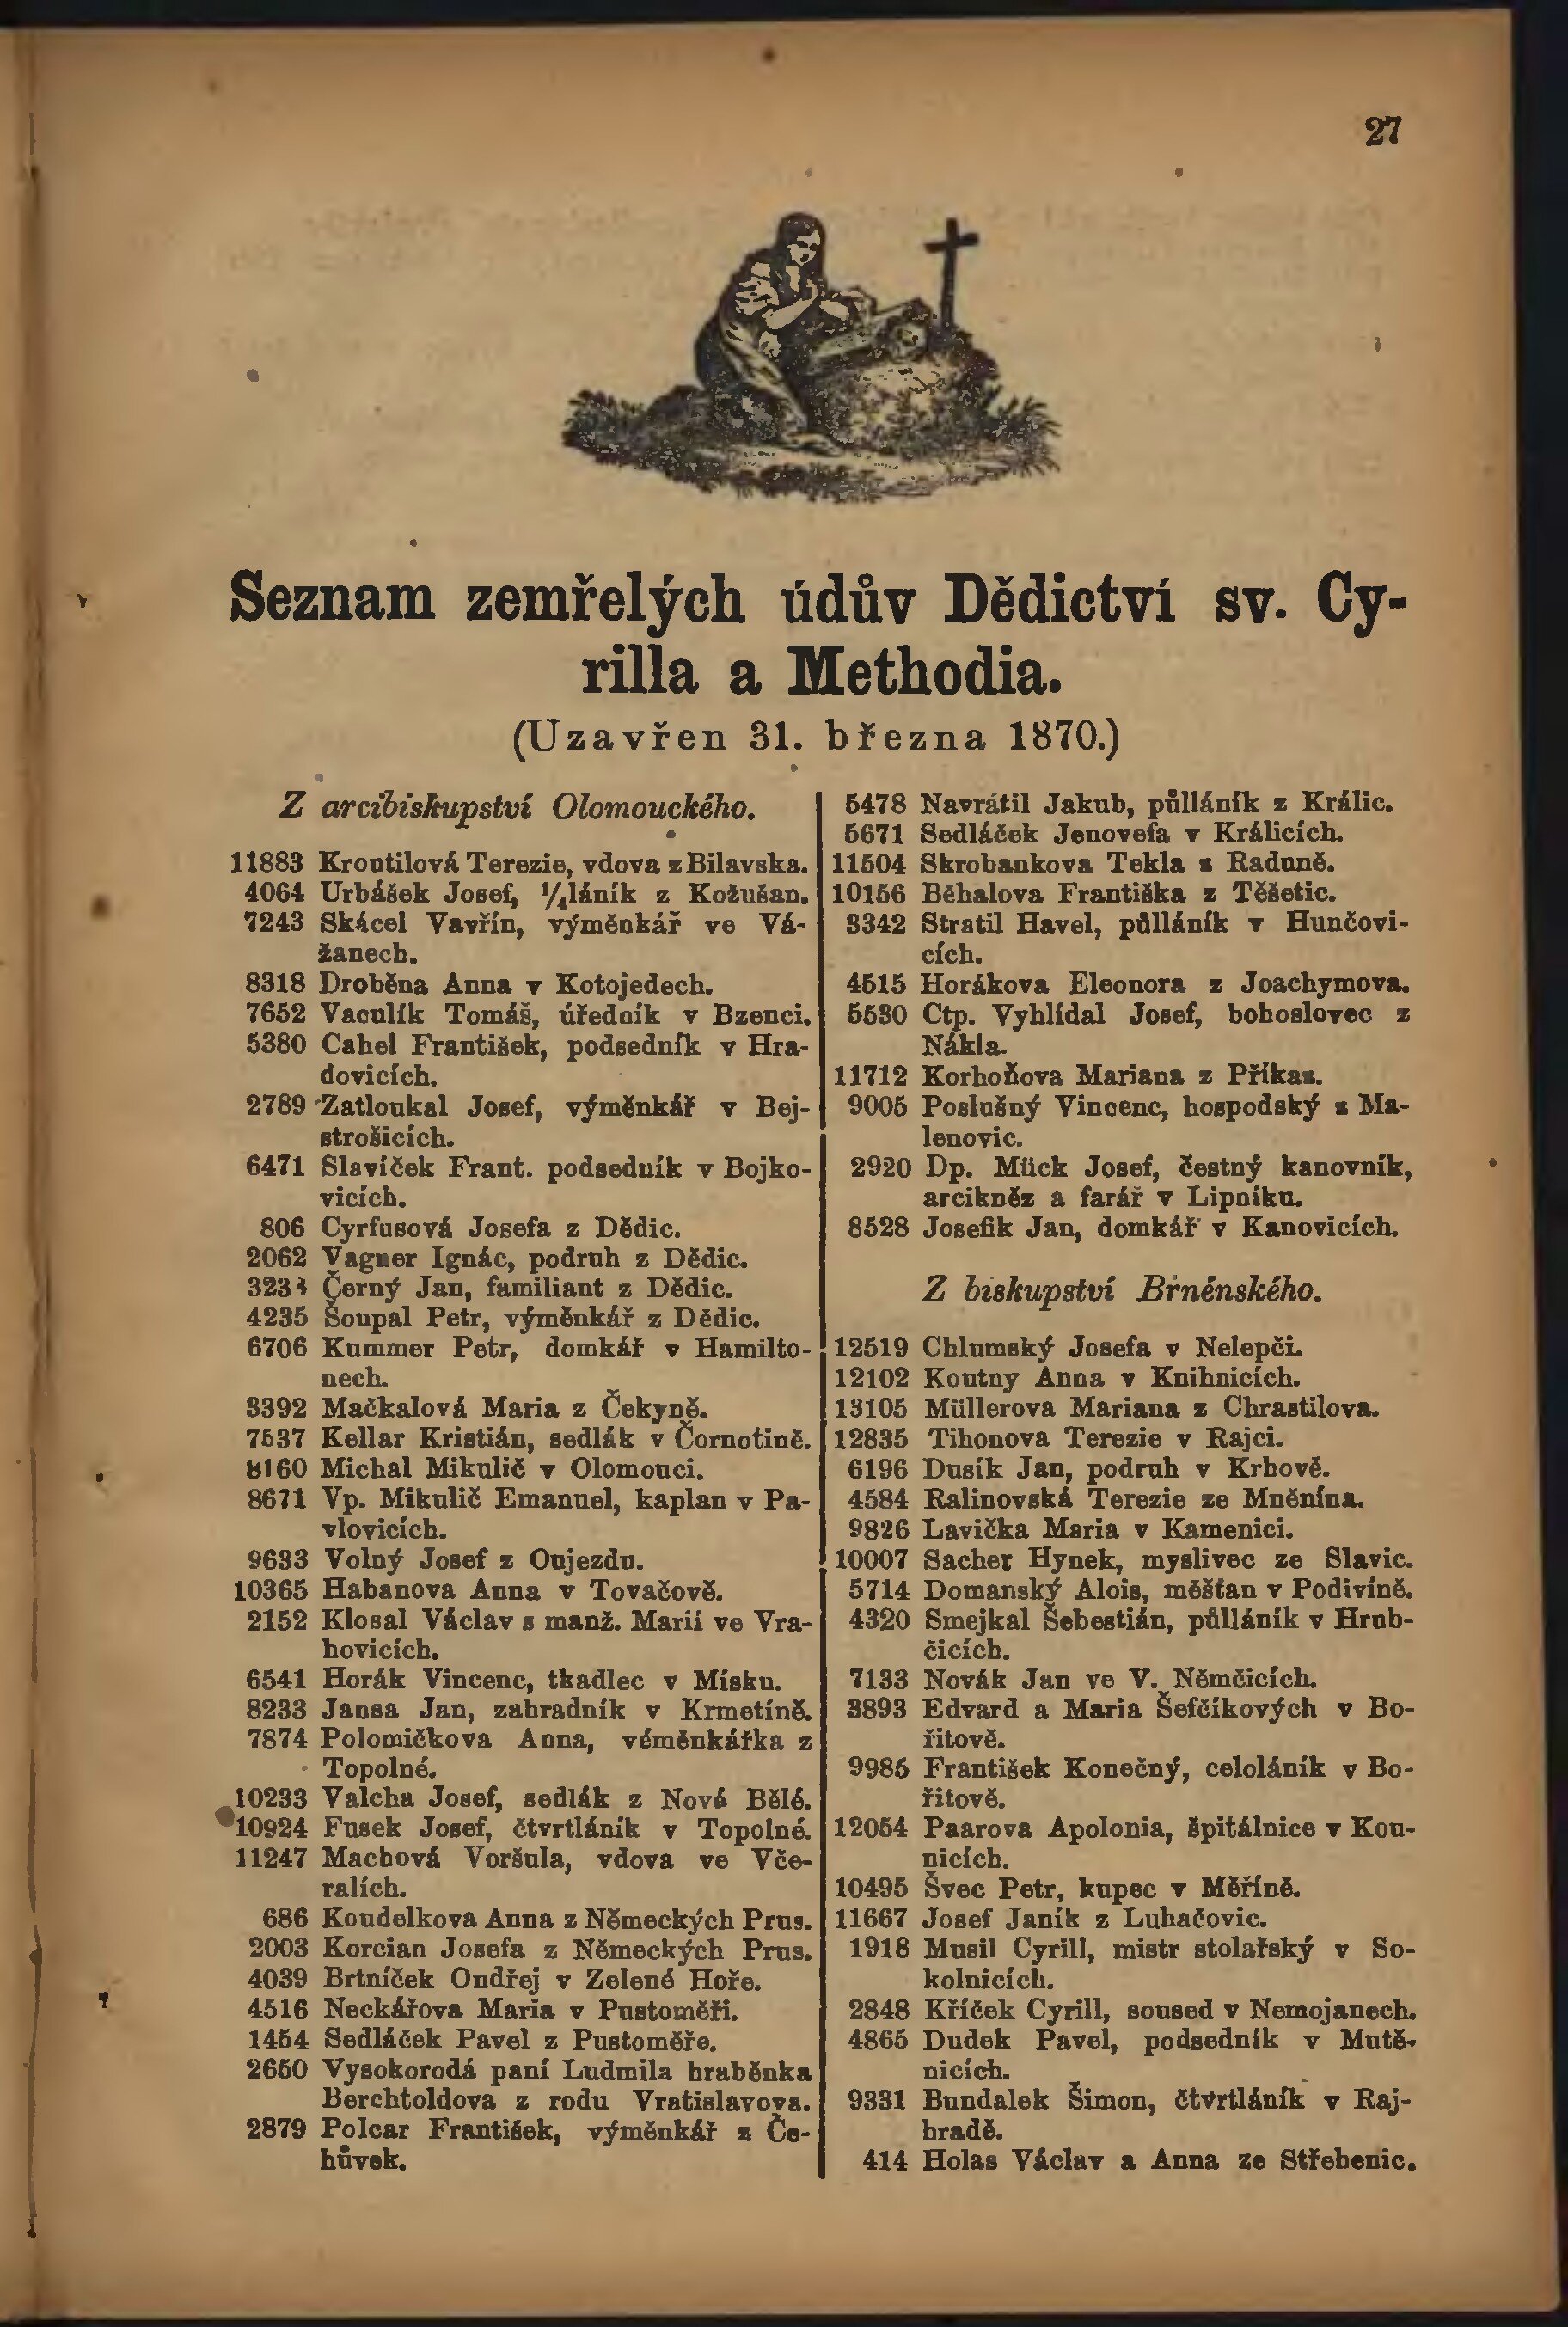 27
Seznam zemřelých údův Dědictví sv. Cy-
rilla a Methodia.
(Uzavřen 31. března 1870.)
Z arcibiskupství Olomouckého.
11883 Kroutilová Terezie, vdova z Bilavska.
4064 Urbášek Josef, ¼láník z Kožušan.
7243 Skácel Vavřín, výměnkář ve Vá-
žanech.
8318 Droběna Anna v Kotojedech.
7652 Vaculík Tomáš, úředník v Bzenci.
5380 Cahel František, podsedník v Hra-
dovicích.
2789 Zatloukal Josef, výměnkář v Bej-
strošicích.
6471 Slavíček Frant. podsedník v Bojko-
vicích.
806 Cyrfusová Josefa z Dědic.
2062 Vagner Ignác, podruh z Dědic.
Černý Jan, familiant z Dědic.
4235 Šoupal Petr, výměnkář z Dědic.
6706 Kummer Petr, domkář v Hamilto-
nech.
3392 Mačkalová Maria z Čekyně.
7537 Kellar Kristián, sedlák v Čornotině.
8160 Michal Mikulič v Olomouci.
8671 Vp. Mikulič Emanuel, kaplan v Pa-
vlovicích.
9633 Volný Josef z Oujezdu.
10365 Habanova Anna v Tovačově.
2152 Klosal Václav s manž. Marií ve Vra-
hovicích.
6541 Horák Vincenc, tkadlec v Místku.
8233 Jansa Jan, zahradník v Krmetíně.
7874 Polomičkova Anna, véměnkářka z
Topolné.
10233 Valcha Josef, sedlák z Nové Bělé.
10924 Fusek Josef, čtvrtláník v Topolné.
11247 Machová Voršula, vdova ve Vče-
ralích.
686 Koudelkova Anna z Německých Prus.
2003 Korcian Josefa z Německých Prus.
4039 Brtníček Ondřej v Zelené Hoře.
4516 Neckářova Maria v Pustoměři.
1454 Sedláček Pavel z Pustoměře.
2650 Vysokorodá paní Ludmila hraběnka
Berchtoldova z rodu Vratislavova.
2879 Polcar František, výměnkář z Če-
hůvek.
5478 Navrátil Jakub, půlláník z Králic.
5671 Sedláček Jenovefa v Králicích.
11504 Skrobankova Tekla z Raduně.
10156 Běhalova Františka z Těšetic.
3342 Stratil Havel, půlláník v Hunčovi-
cích.
4515 Horákova Eleonora z Joachymova.
5530 Ctp. Vyhlídal Josef, bohoslovec z
Nákla.
11712 Korhoňova Mariana z Příkaz.
9005 Poslušný Vincenc, hospodský z Ma-
lenovic.
2920 Dp. Mück Josef, čestný kanovník,
arcikněz a farář v Lipníku.
8528 Josefik Jan, domkář v Kanovicích.
Z biskupství Brněnského.
12519 Chlumský Josefa v Nelepči.
12102 Koutny Anna v Knihnicích.
13105 Müllerova Mariana z Chrastilova.
12835 Tihonova Terezie v Rajci.
6196 Dusík Jan, podruh v Krhově.
4584 Ralinovská Terezie ze Mněnína.
9826 Lavička Maria v Kamenici.
10007 Sacher Hynek, myslivec ze Slavic.
5714 Domanský Alois, měšťan v Podivíně.
4320 Smejkal Šebestián, půlláník v Hrub-
čicích.
7133 Novák Jan ve V. Němčicích.
3893 Edvard a Maria Šefčíkových v Bo-
řitově.
9985 František Konečný, celoláník v Bo-
řitově.
12054 Paarova Apolonia, špitálnice v Kou-
nicích.
10495 Švec Petr, kupec v Měříně.
11667 Josef Janík z Luhačovic.
1918 Musil Cyrill, mistr stolařský v So-
kolnicích.
2848 Kříček Cyrill, soused v Nemojanech.
4865 Dudek Pavel, podsedník v Mutě-
nicích.
9331 Bundalek Šimon, čtvrtláník v Raj-
hradě.
414 Holas Václav a Anna ze Střebenic.